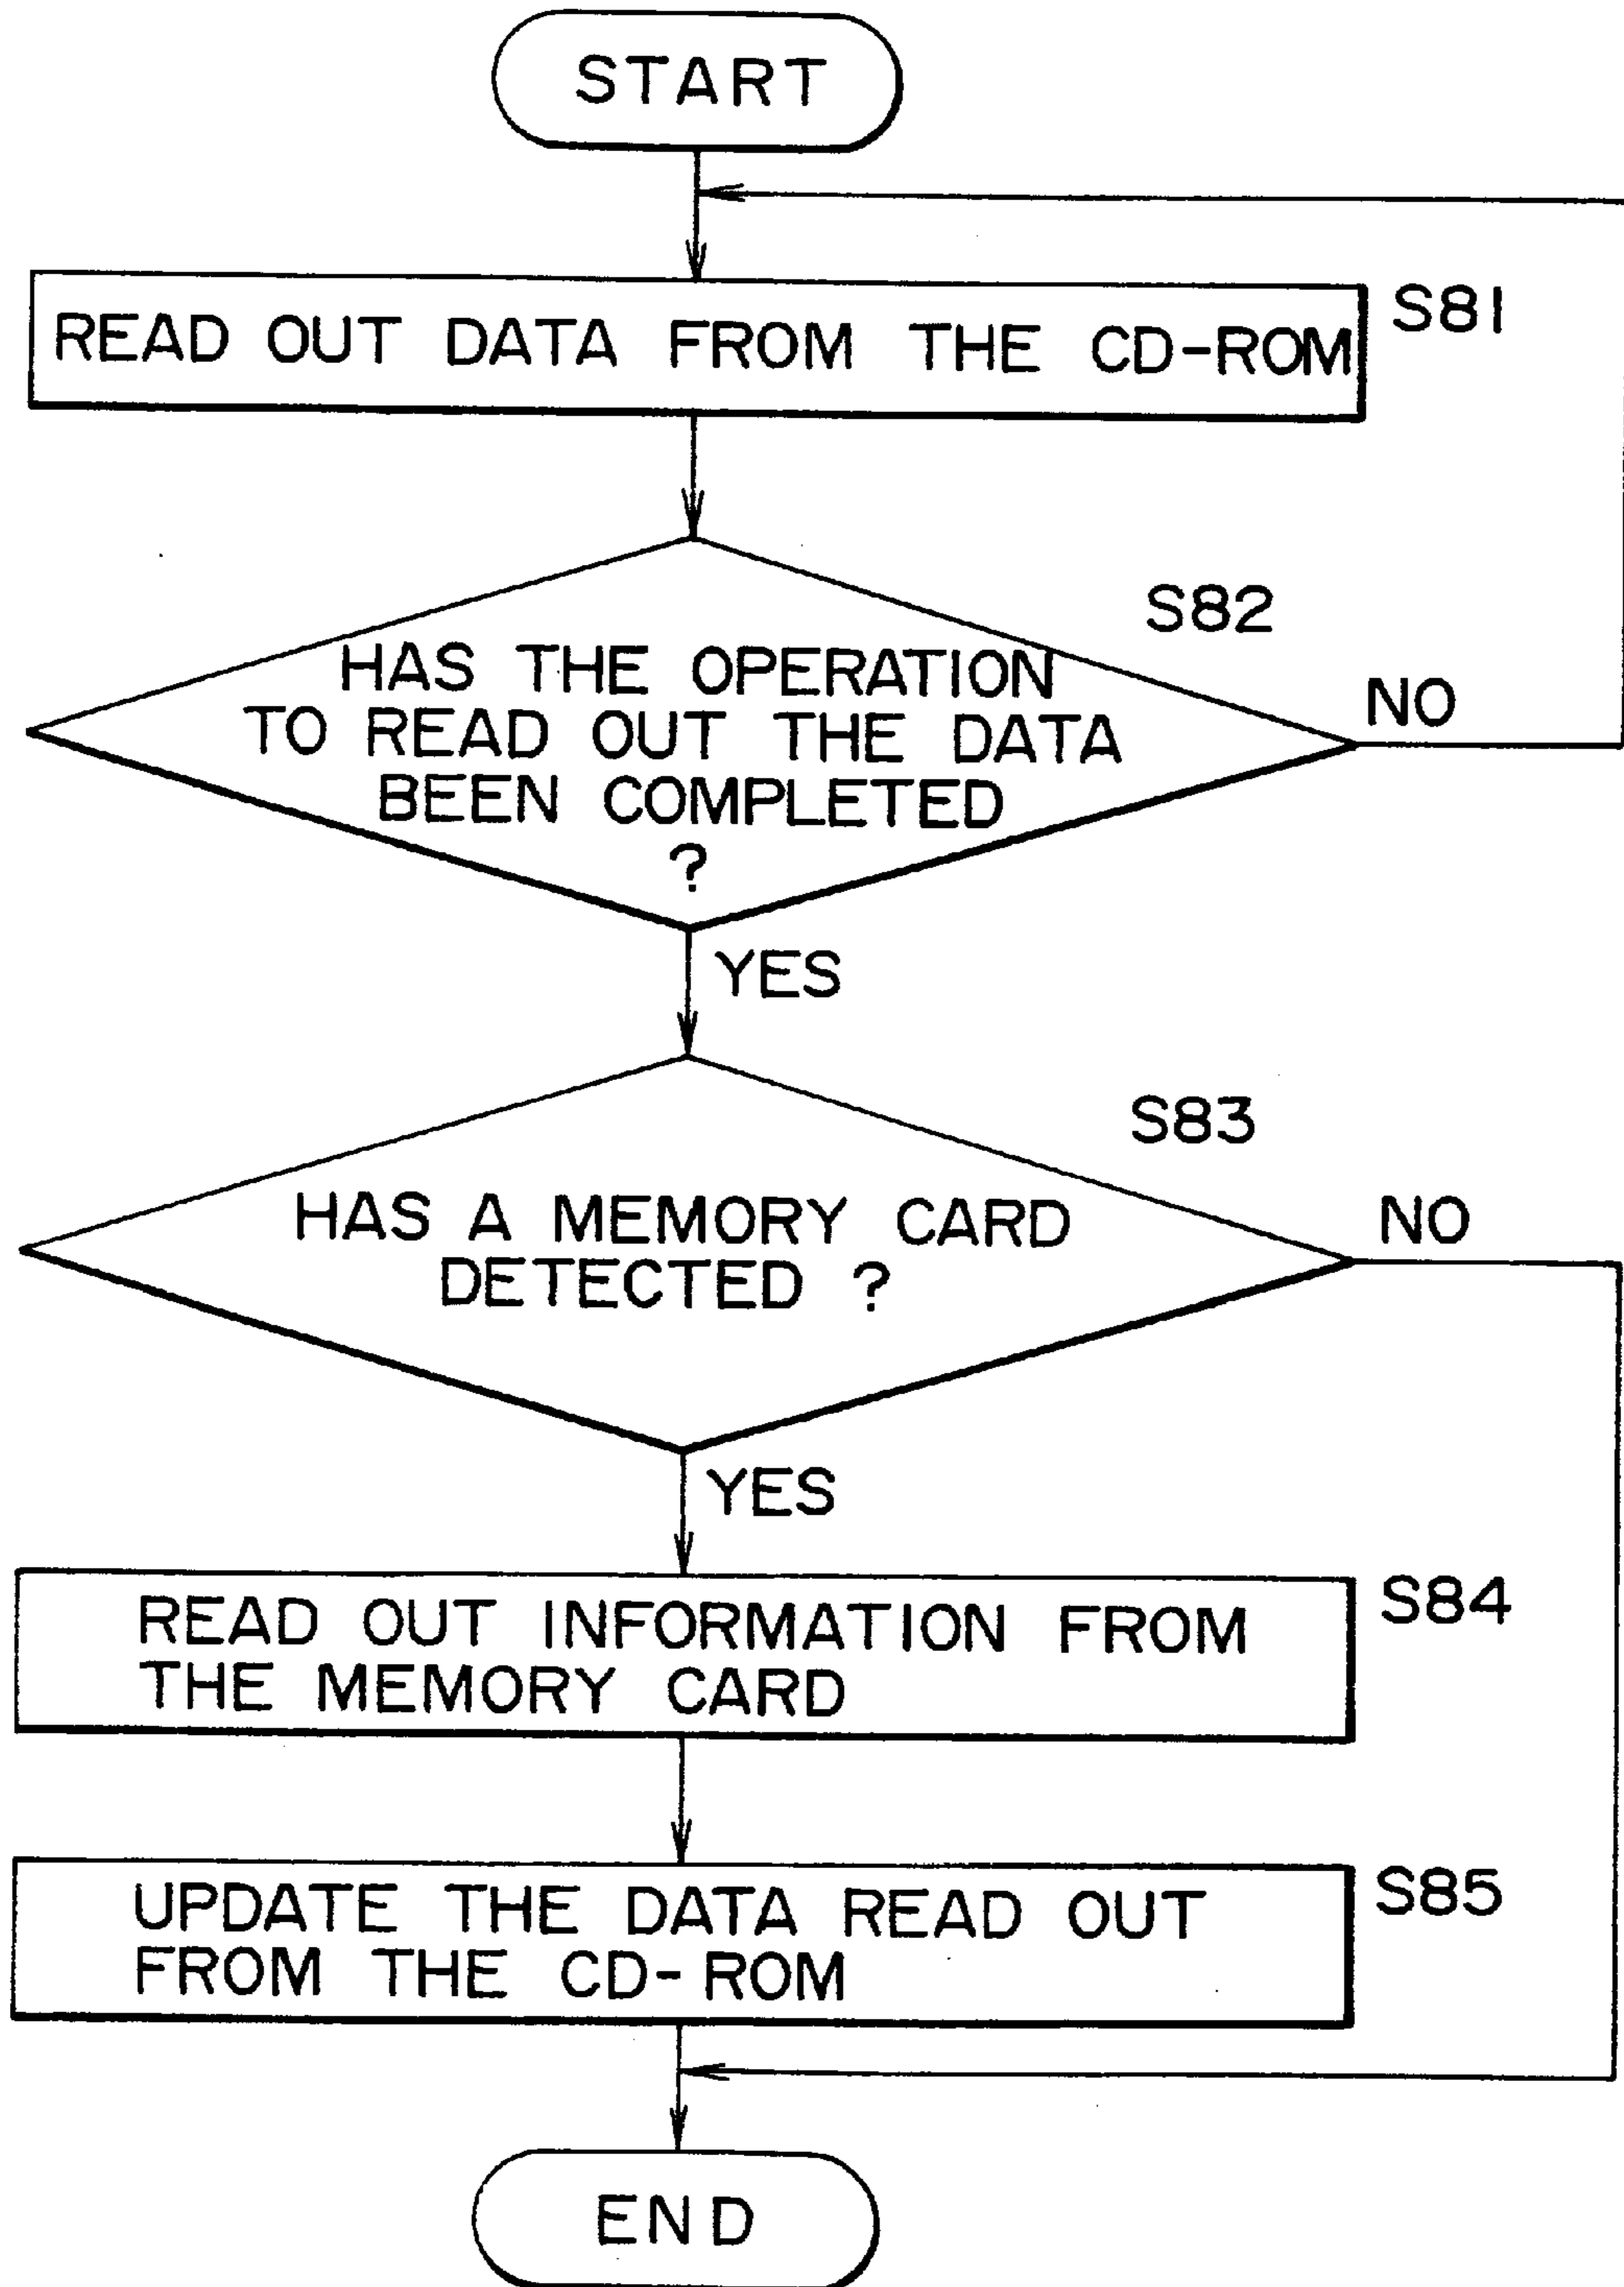 START
READ OUT DATA FROM THE CD-ROM
S81
S82
HAS THE OPERATION
TO READ OUT THE DATA
BEEN COMPLETED
?
NO
YES
S83
HAS A MEMORY CARD
DETECTED ?
NO
YES
READ OUT INFORMATION FROM
THE MEMORY CARD
S84
UPDATE THE DATA READ OUT
FROM THE CD-ROM
S85
END